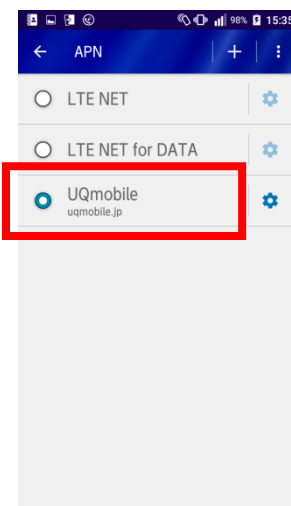 98% 15:35
APN
LTE NET
LTE NET for DATA
UQmobile
uqmobile.jp